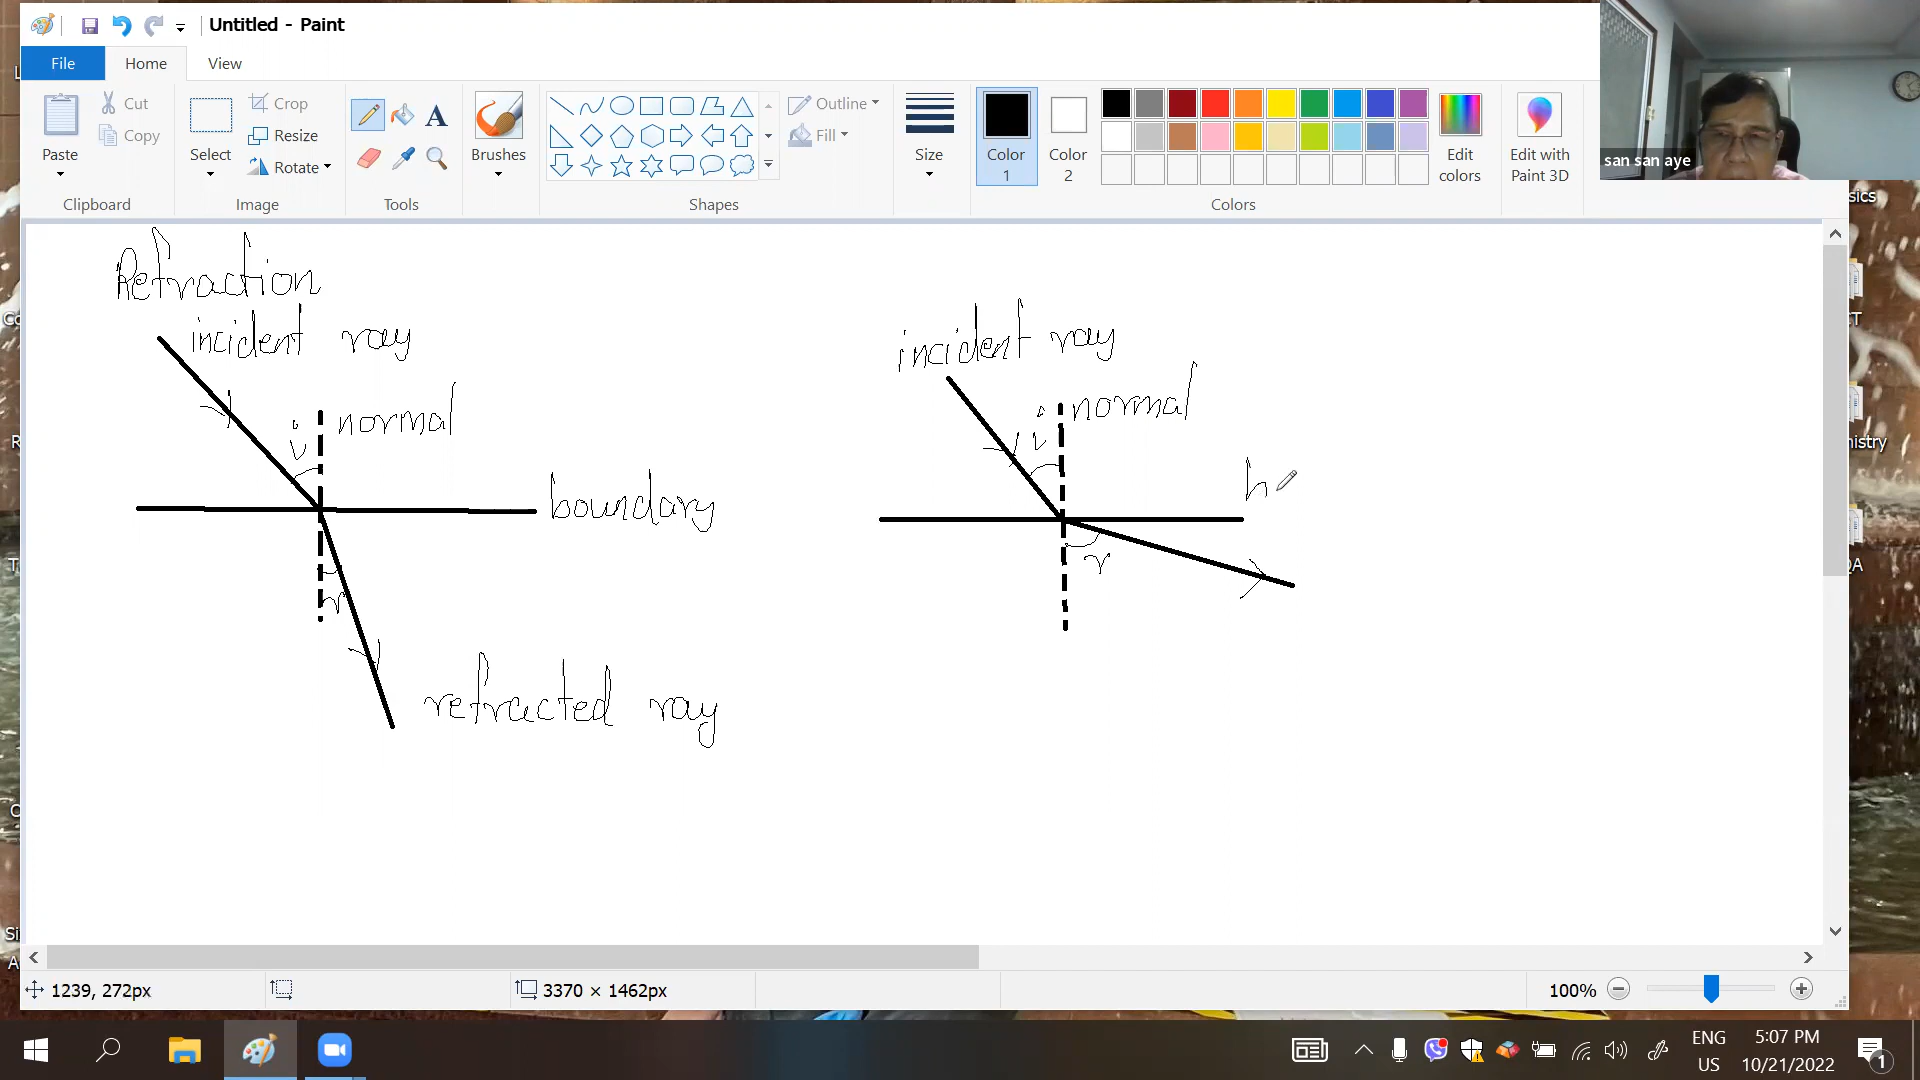 Untitled - Paint
File Home View
Cut
Copy
Paste
Clipboard
Crop
Resize
Rotate
Select
Image
Tools
Brushes
Outline
Fill
Shapes
Size
Color 1
Color 2
Edit colors
Edit with Paint 3D
Colors
san san aye
Refraction
incident ray
i
normal
boundary
r
refracted ray
incident ray
i
normal
r
1239, 272px
3370 × 1462px
100%
ENG
US
5:07 PM
10/21/2022
1